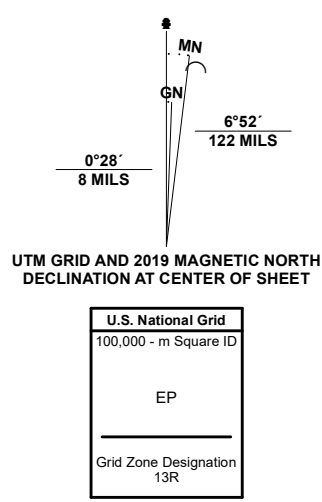 MN
GN
6°52´
122 MILS
0°28´
8 MILS
UTM GRID AND 2019 MAGNETIC NORTH
DECLINATION AT CENTER OF SHEET
U.S. National Grid
100,000 - m Square ID
EP
Grid Zone Designation
13R